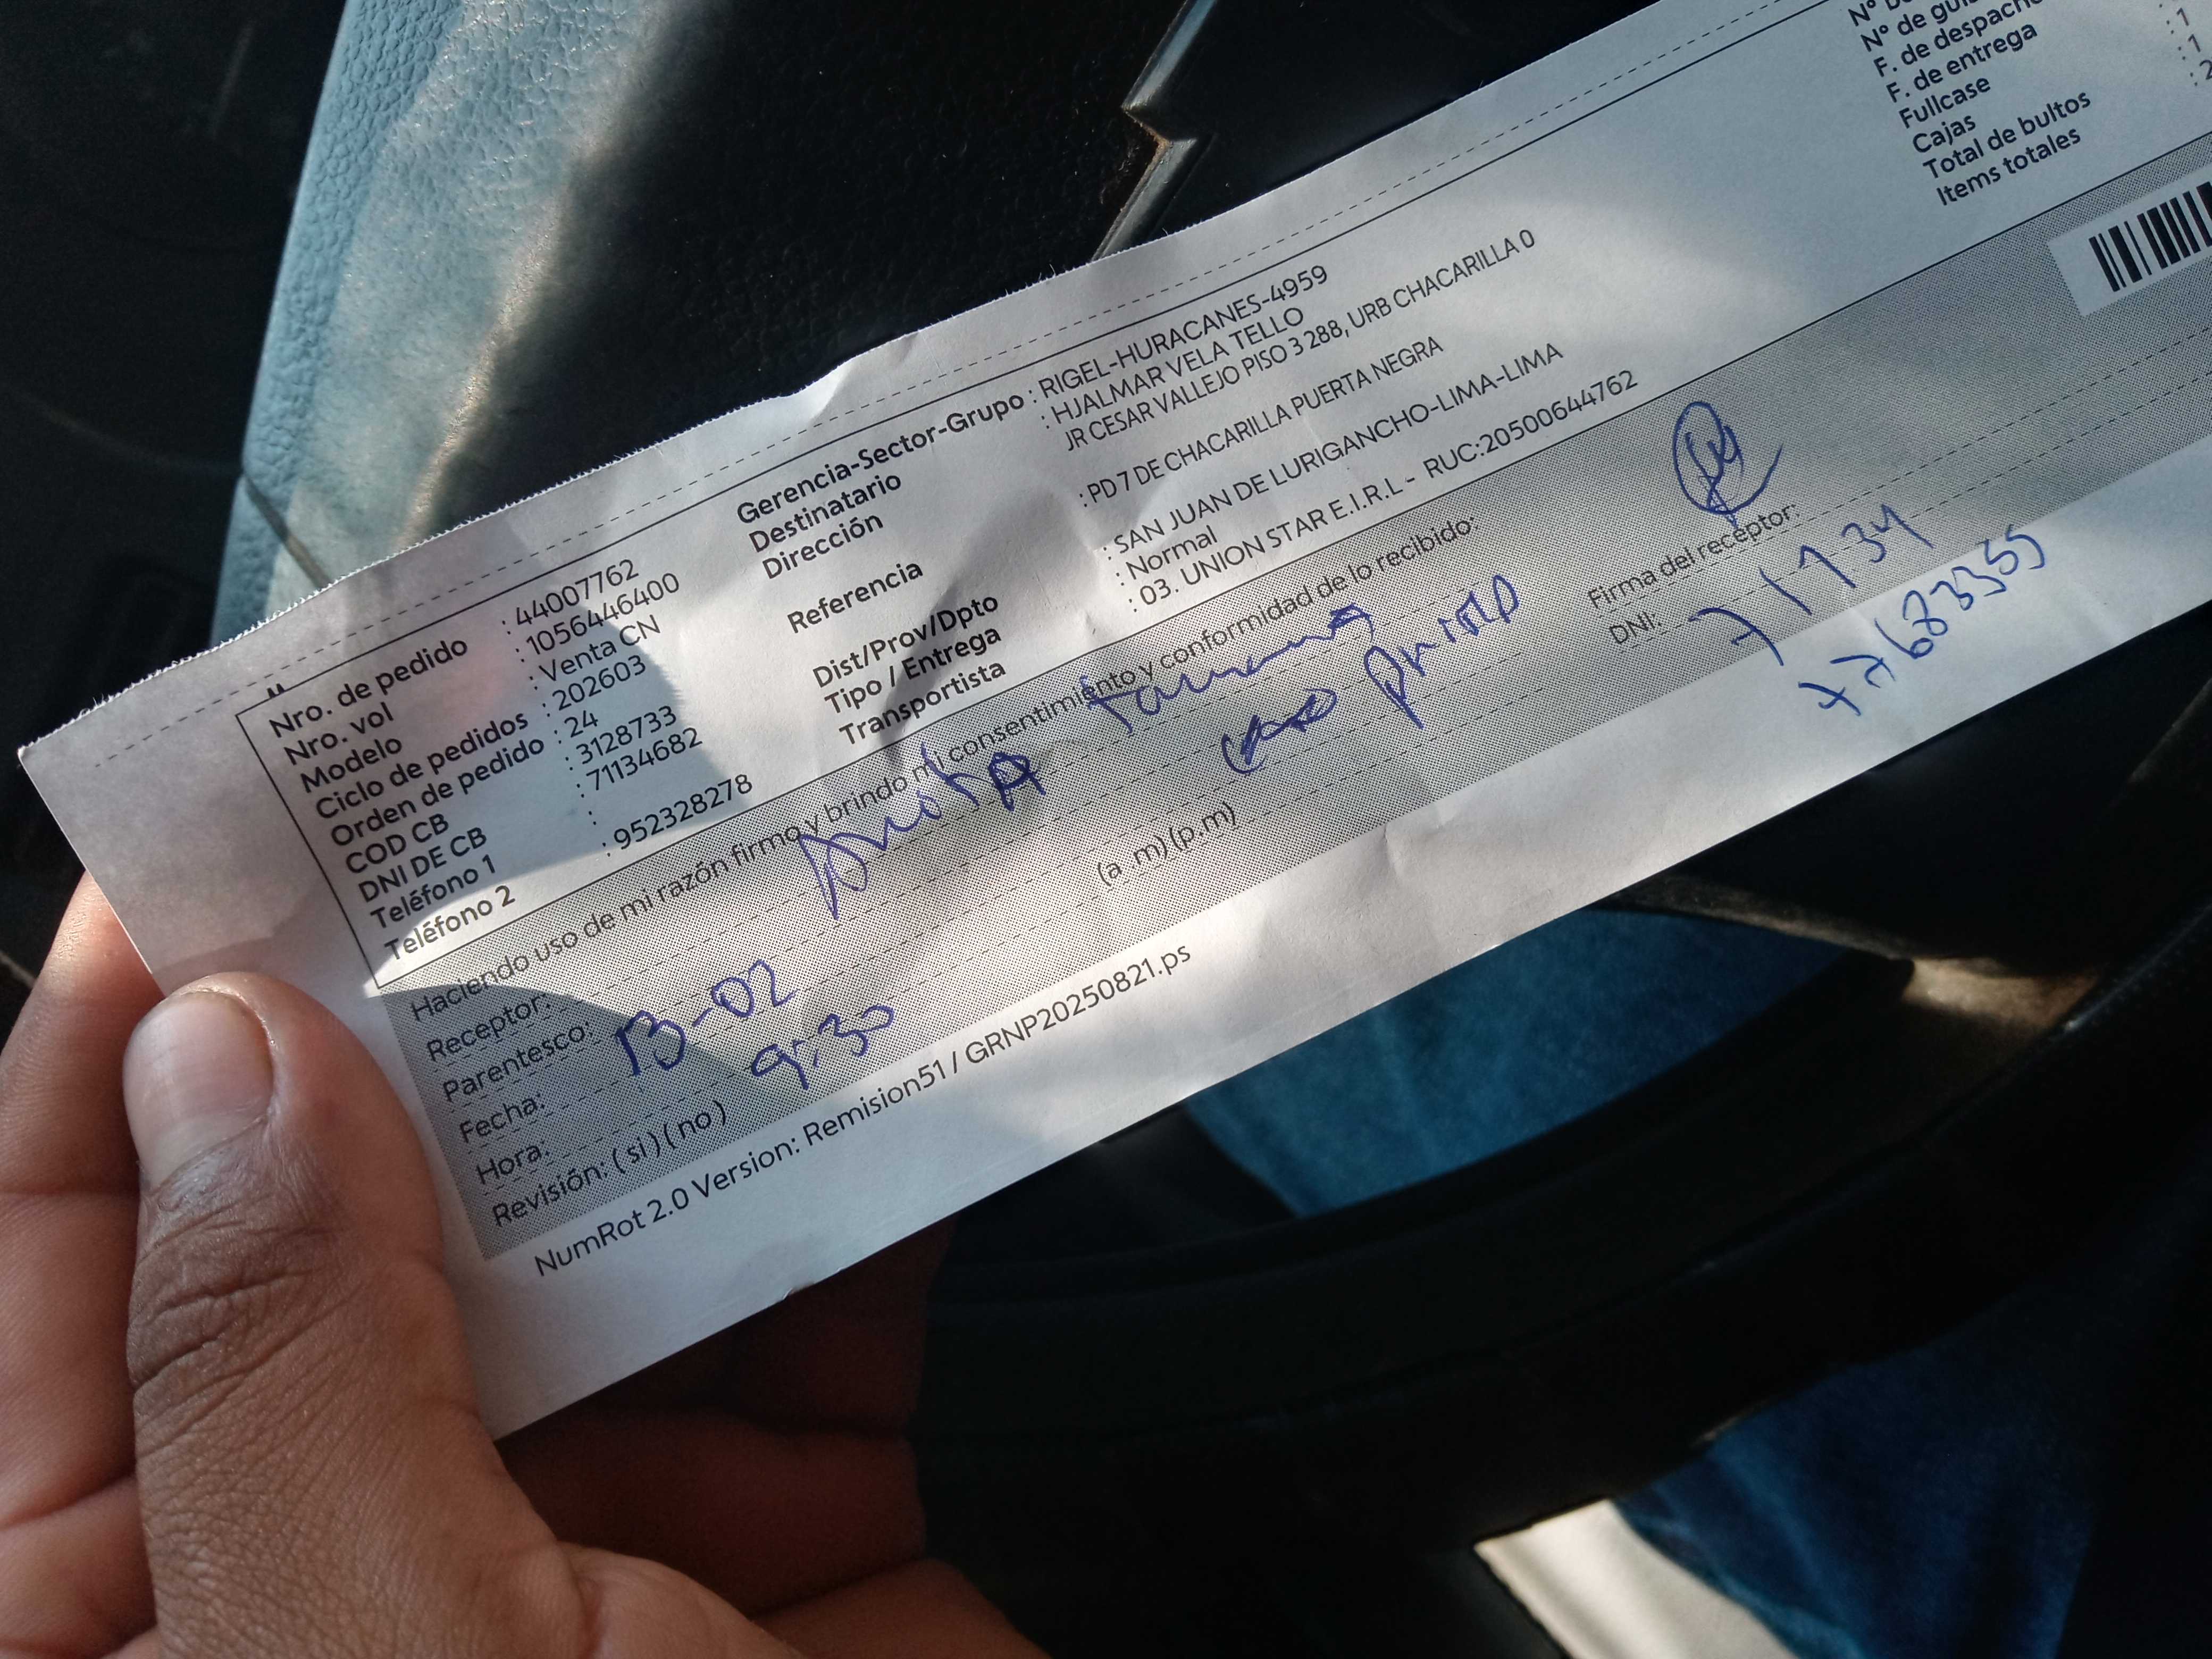 Nro. de pedido : 44007762
Nro. vol : 1056446400
Modelo : Venta CN
Ciclo de pedidos : 202603
Orden de pedido : 24
COD CB : 3128733
DNI DE CB : 71134682
Teléfono 1 :
Teléfono 2 : 952328278
Gerencia-Sector-Grupo : RIGEL-HURACANES-4959
Destinatario : HJALMAR VELA TELLO
Dirección JR CESAR VALLEJO PISO 3 288, URB CHACARILLA 0
Referencia : PD 7 DE CHACARILLA PUERTA NEGRA
Dist/Prov/Dpto : SAN JUAN DE LURIGANCHO-LIMA-LIMA
Tipo / Entrega : Normal
Transportista : 03. UNION STAR E.I.R.L - RUC:20500644762
Nº de
F. de despacho
F. de entrega
Fullcase : 1
Cajas : 1
Total de bultos : 2
Items totales
Haciendo uso de mi razón firmo y brindo mi consentimiento y conformidad de lo recibido:
Receptor:
Parentesco:
Fecha: 13-02
Hora: 9:30 (a m) (p.m)
Revisión: ( si ) ( no )
Firma del receptor:
DNI:
77683355
NumRot 2.0 Version: Remision51 / GRNP20250821.ps